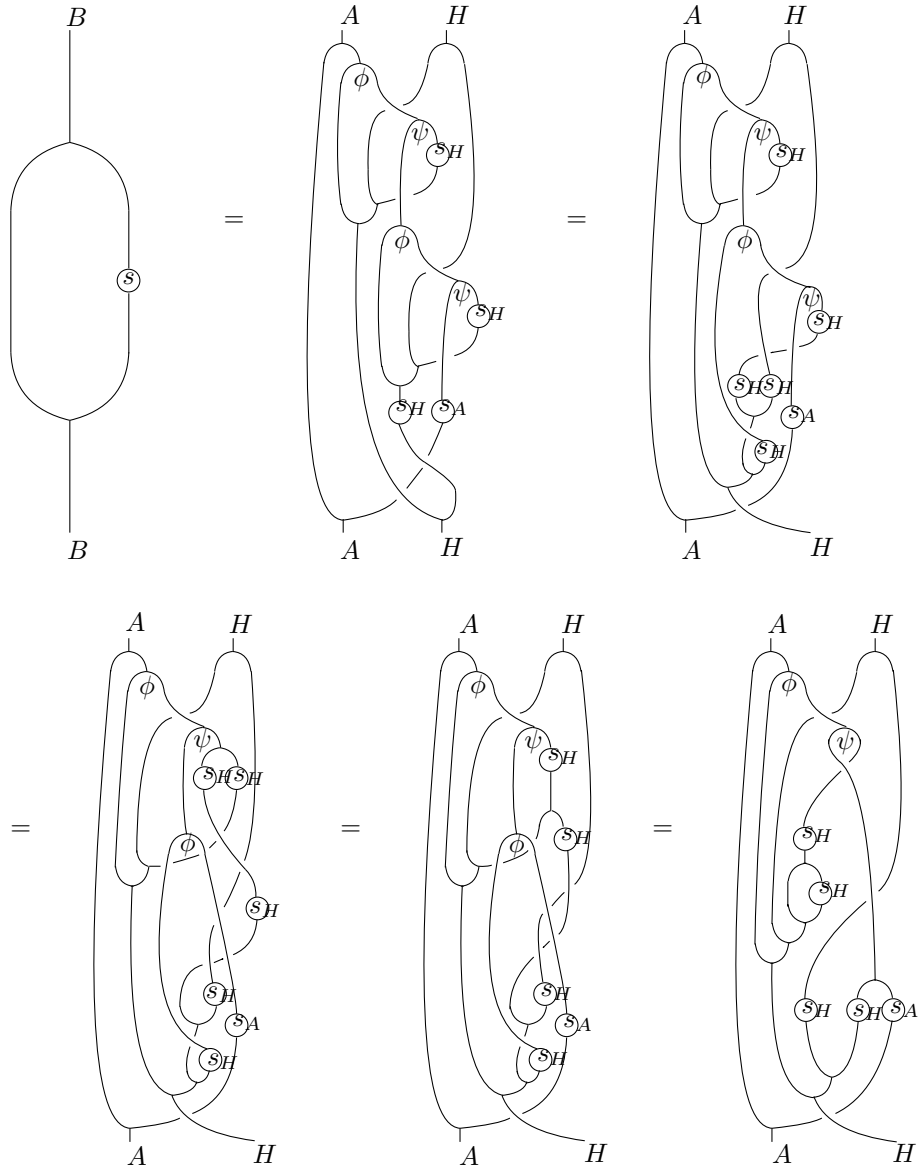 B A H A H
ϕ ϕ
ψ ψ
s_H s_H
= =
ϕ ϕ
s
ψ ψ
s_H s_H
s_H s_H
s_H s_A s_A
s_H
B A H A H
A H A H A H
ϕ ϕ ϕ
ψ ψ ψ
s_H
s_H s_H
= = =
s_H s_H
ϕ ϕ
s_H
s_H
s_H s_H
s_H s_H s_A
s_A s_A
s_H s_H
A H A H A H